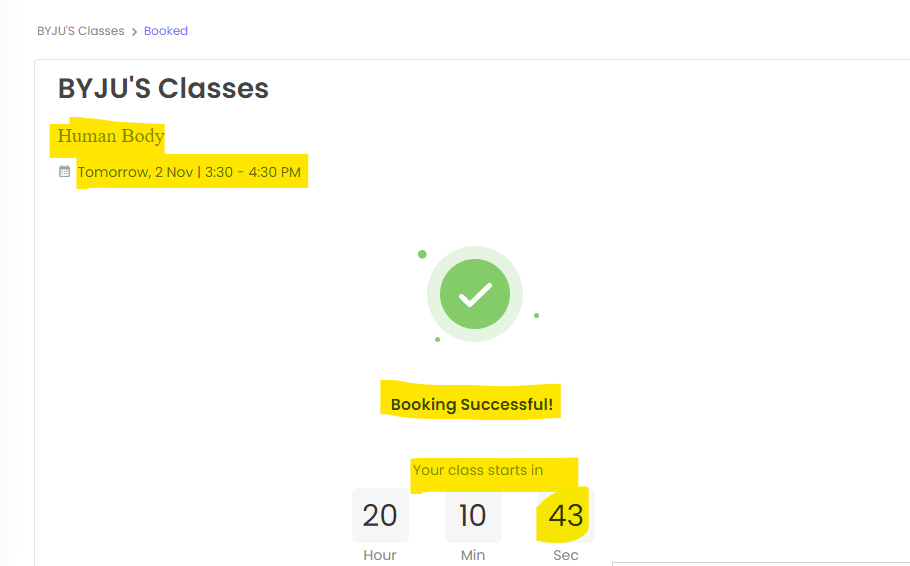 BYJU'S Classes > Booked
BYJU'S Classes
Human Body
Tomorrow, 2 Nov | 3:30 - 4:30 PM
Booking Successful!
Your class starts in
20 10 43
Hour Min Sec